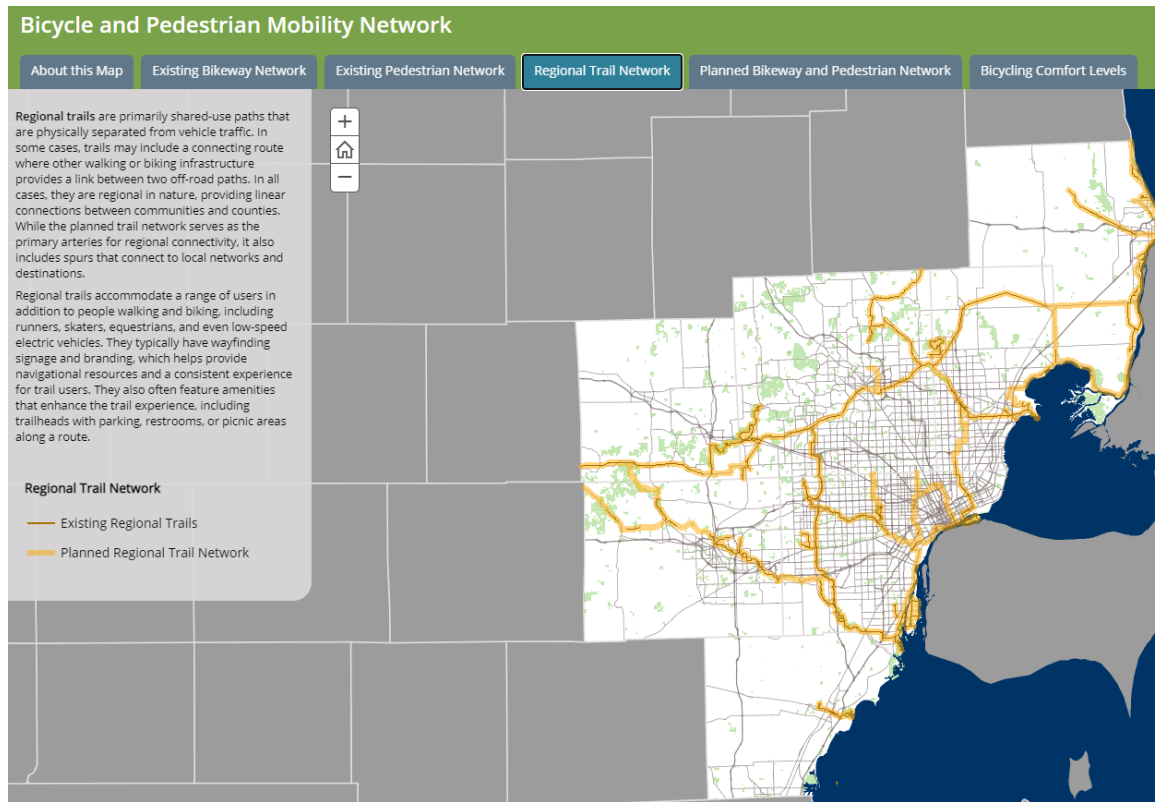 Bicycle and Pedestrian Mobility Network
About this Map
Existing Bikeway Network
Existing Pedestrian Network
Regional Trail Network
Planned Bikeway and Pedestrian Network
Bicycling Comfort Levels
Regional trails are primarily shared-use paths that
are physically separated from vehicle traffic. In
some cases, trails may include a connecting route
where other walking or biking infrastructure
provides a link between two off-road paths. In all
cases, they are regional in nature, providing linear
connections between communities and counties.
While the planned trail network serves as the
primary arteries for regional connectivity, it also
includes spurs that connect to local networks and
destinations.
Regional trails accommodate a range of users in
addition to people walking and biking, including
runners, skaters, equestrians, and even low-speed
electric vehicles. They typically have wayfinding
signage and branding, which helps provide
navigational resources and a consistent experience
for trail users. They also often feature amenities
that enhance the trail experience, including
trailheads with parking, restrooms, or picnic areas
along a route.
Regional Trail Network
Existing Regional Trails
Planned Regional Trail Network